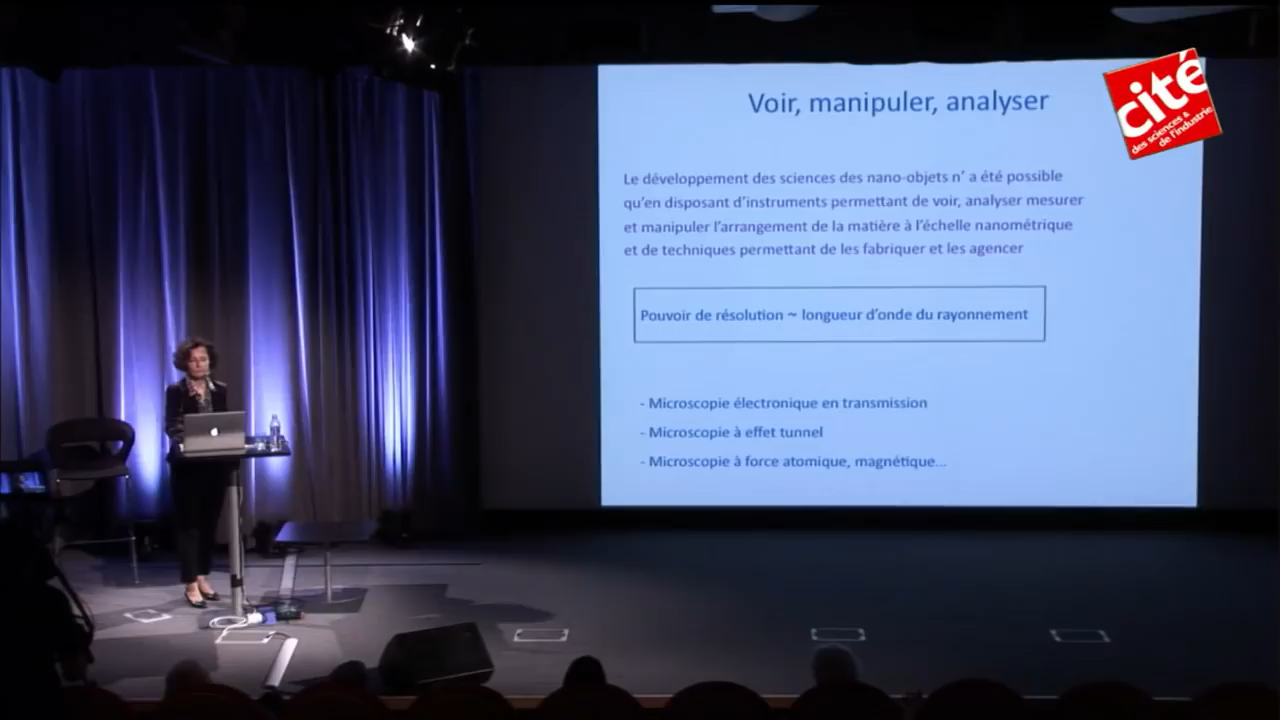 Voir, manipuler, analyser
cité
des sciences &
de l'industrie
Le développement des sciences des nano-objets n' a été possible
qu'en disposant d'instruments permettant de voir, analyser mesurer
et manipuler l'arrangement de la matière à l'échelle nanométrique
et de techniques permettant de les fabriquer et les agencer
Pouvoir de résolution ~ longueur d'onde du rayonnement
- Microscopie électronique en transmission
- Microscopie à effet tunnel
- Microscopie à force atomique, magnétique...